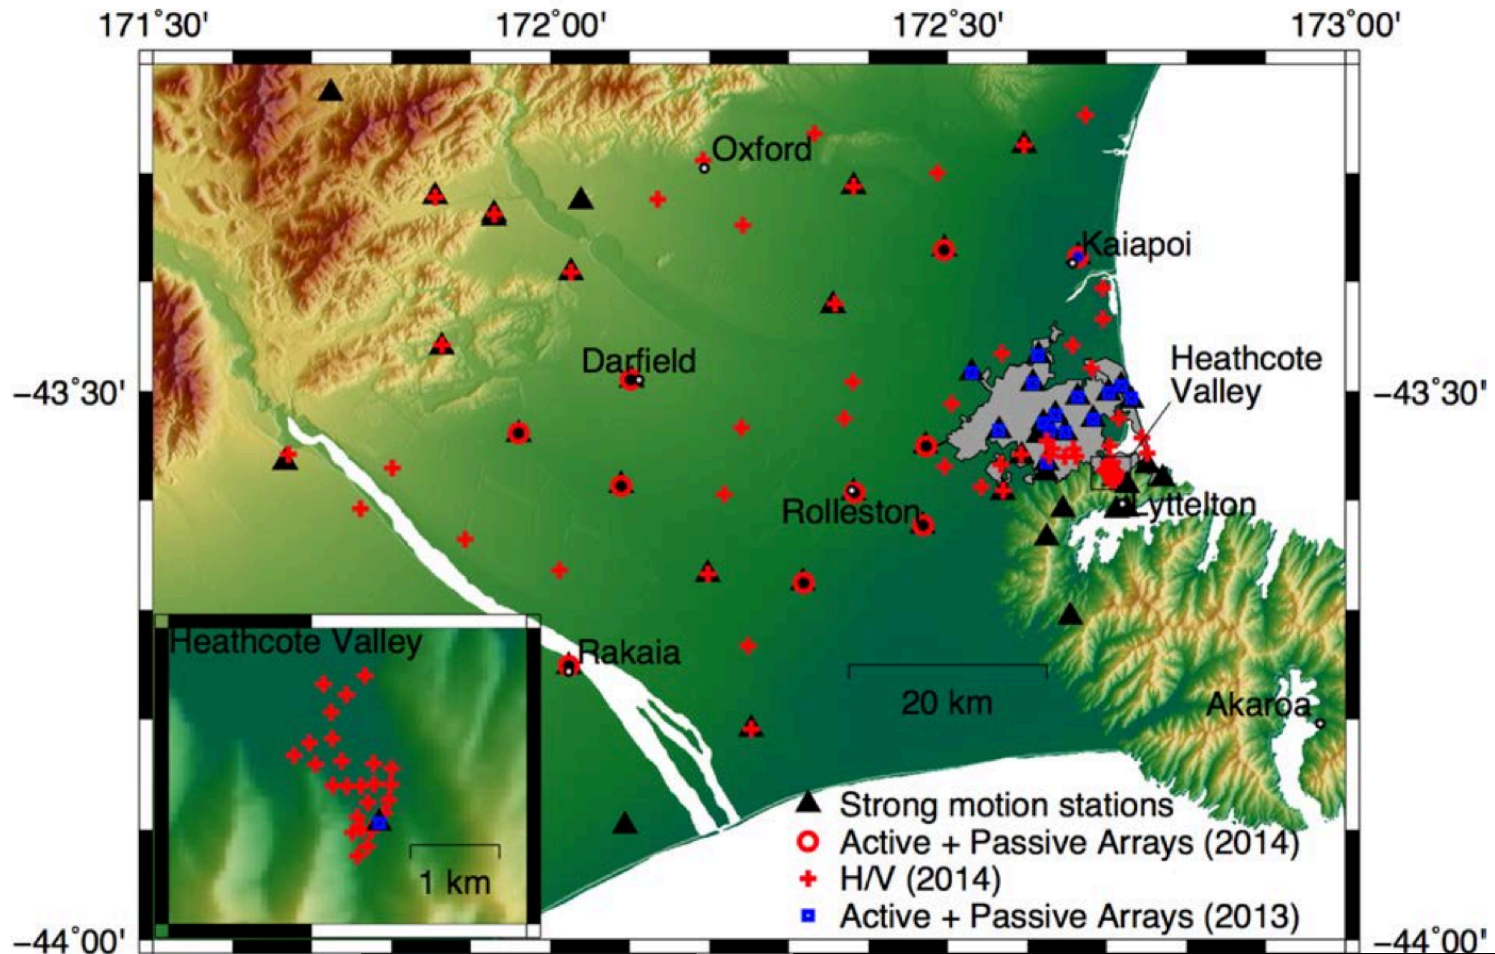 171˚30'
172˚00'
172˚30'
173˚00'
Oxford
Kaiapoi
Darfield
Heathcote
Valley
−43˚30'
−43˚30'
Rolleston
Lyttelton
Heathcote Valley
Rakaia
20 km
Akaroa
1 km
Strong motion stations
Active + Passive Arrays (2014)
H/V (2014)
Active + Passive Arrays (2013)
−44˚00'
−44˚00'